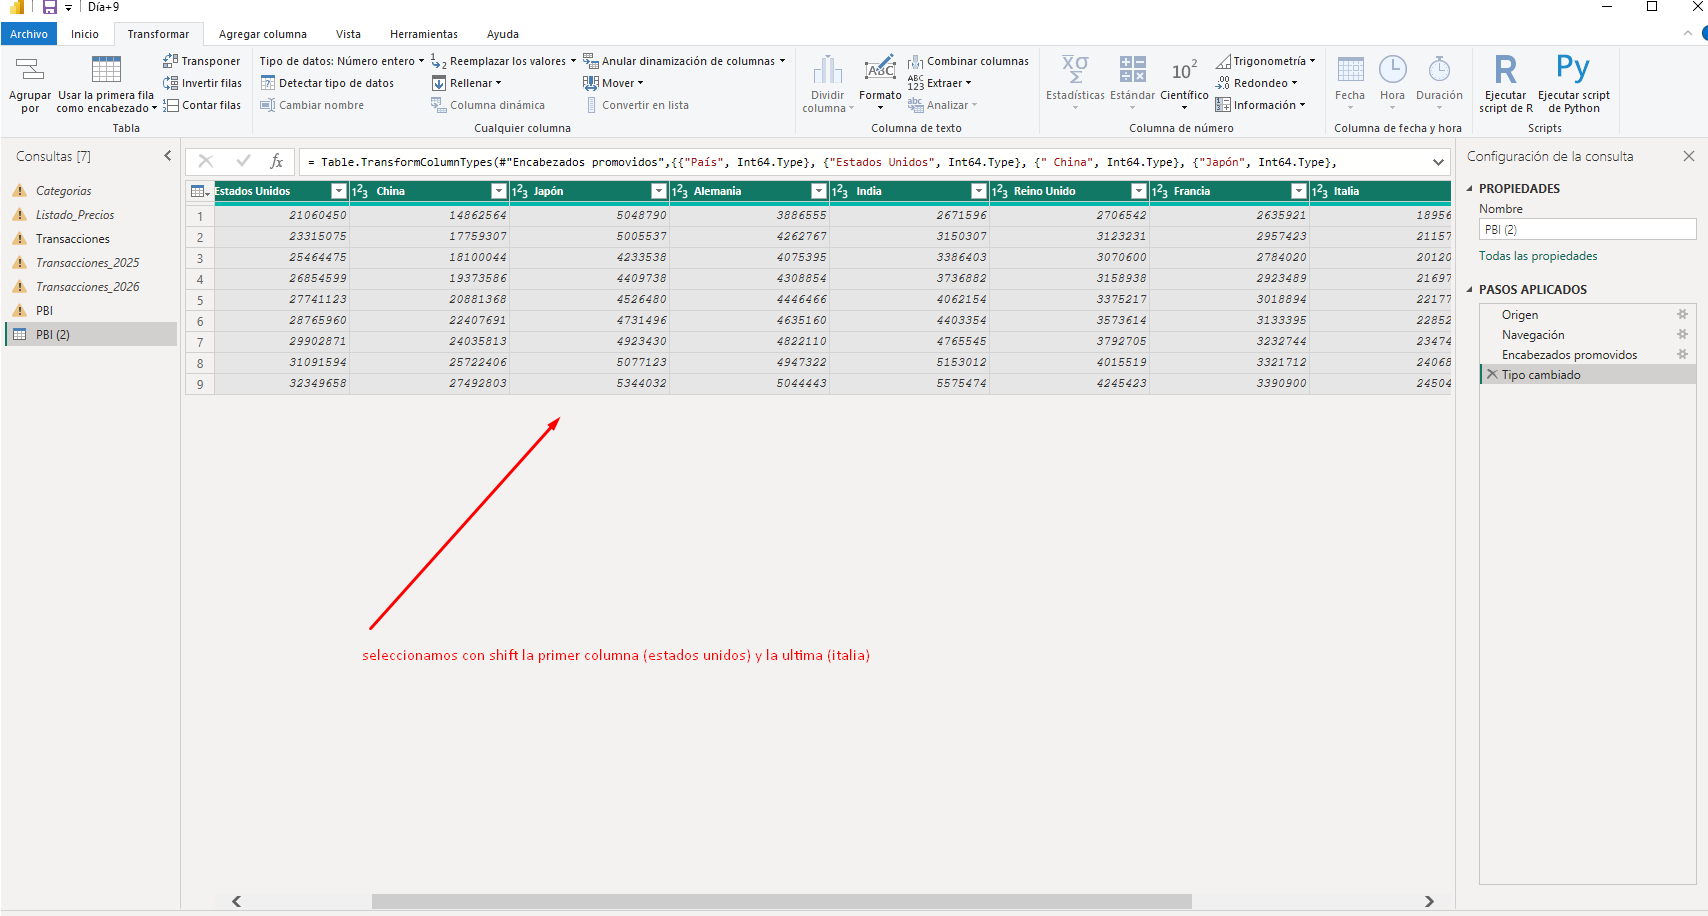 Día+9
Archivo Inicio Transformar Agregar columna Vista Herramientas Ayuda
Agrupar por
Usar la primera fila como encabezado
Transponer
Invertir filas
Contar filas
Tabla
Tipo de datos: Número entero
Detectar tipo de datos
Cambiar nombre
Reemplazar los valores
Rellenar
Columna dinámica
Anular dinamización de columnas
Mover
Convertir en lista
Cualquier columna
Dividir columna
Formato
Combinar columnas
Extraer
Analizar
Columna de texto
Estadísticas
Estándar
Científico
Trigonometría
Redondeo
Información
Columna de número
Fecha
Hora
Duración
Columna de fecha y hora
Ejecutar script de R
Ejecutar script de Python
Scripts
Consultas [7]
Categorias
Listado_Precios
Transacciones
Transacciones_2025
Transacciones_2026
PBI
PBI (2)
= Table.TransformColumnTypes(#"Encabezados promovidos",{{"País", Int64.Type}, {"Estados Unidos", Int64.Type}, {" China", Int64.Type}, {"Japón", Int64.Type},
Estados Unidos China Japón Alemania India Reino Unido Francia Italia
1 21060450 14862564 5048790 3886555 2671596 2706542 2635921 18956
2 23315075 17759307 5005537 4262767 3150307 3123231 2957423 21157
3 25464475 18100044 4233538 4075395 3386403 3070600 2784020 20120
4 26854599 19373586 4409738 4308854 3736882 3158938 2923489 21697
5 27741123 20881368 4526480 4446466 4062154 3375217 3018894 22177
6 28765960 22407691 4731496 4635160 4403354 3573614 3133395 22852
7 29902871 24035813 4923430 4822110 4765545 3792705 3232744 23474
8 31091594 25722406 5077123 4947322 5153012 4015519 3321712 24068
9 32349658 27492803 5344032 5044443 5575474 4245423 3390900 24504
seleccionamos con shift la primer columna (estados unidos) y la ultima (italia)
Configuración de la consulta
PROPIEDADES
Nombre
PBI (2)
Todas las propiedades
PASOS APLICADOS
Origen
Navegación
Encabezados promovidos
Tipo cambiado